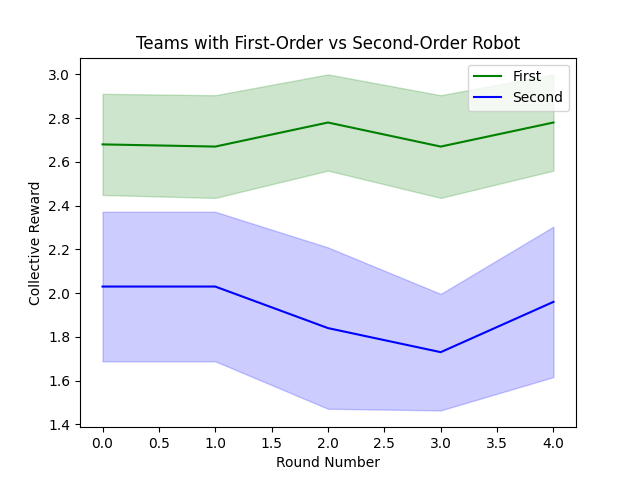 Teams with First-Order vs Second-Order Robot
First
Second
Collective Reward
3.0
2.8
2.6
2.4
2.2
2.0
1.8
1.6
1.4
0.0 0.5 1.0 1.5 2.0 2.5 3.0 3.5 4.0
Round Number